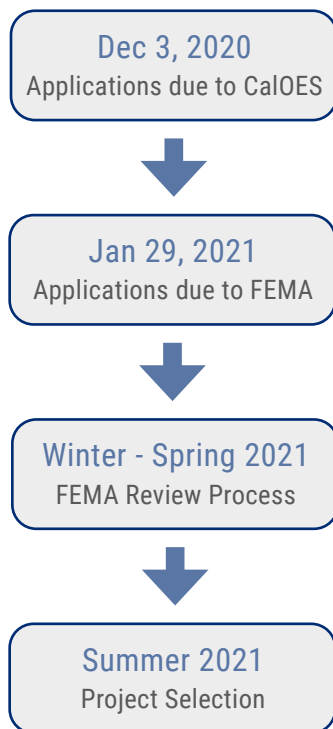 Dec 3, 2020
Applications due to CalOES
Jan 29, 2021
Applications due to FEMA
Winter - Spring 2021
FEMA Review Process
Summer 2021
Project Selection